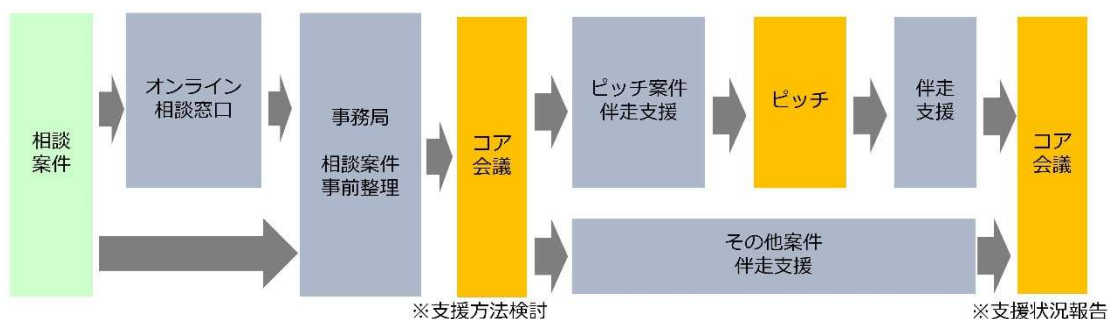 相談
案件
オンライン
相談窓口
事務局
相談案件
事前整理
コア
会議
※支援方法検討
ピッチ案件
伴走支援
ピッチ
伴走
支援
その他案件
伴走支援
コア
会議
※支援状況報告